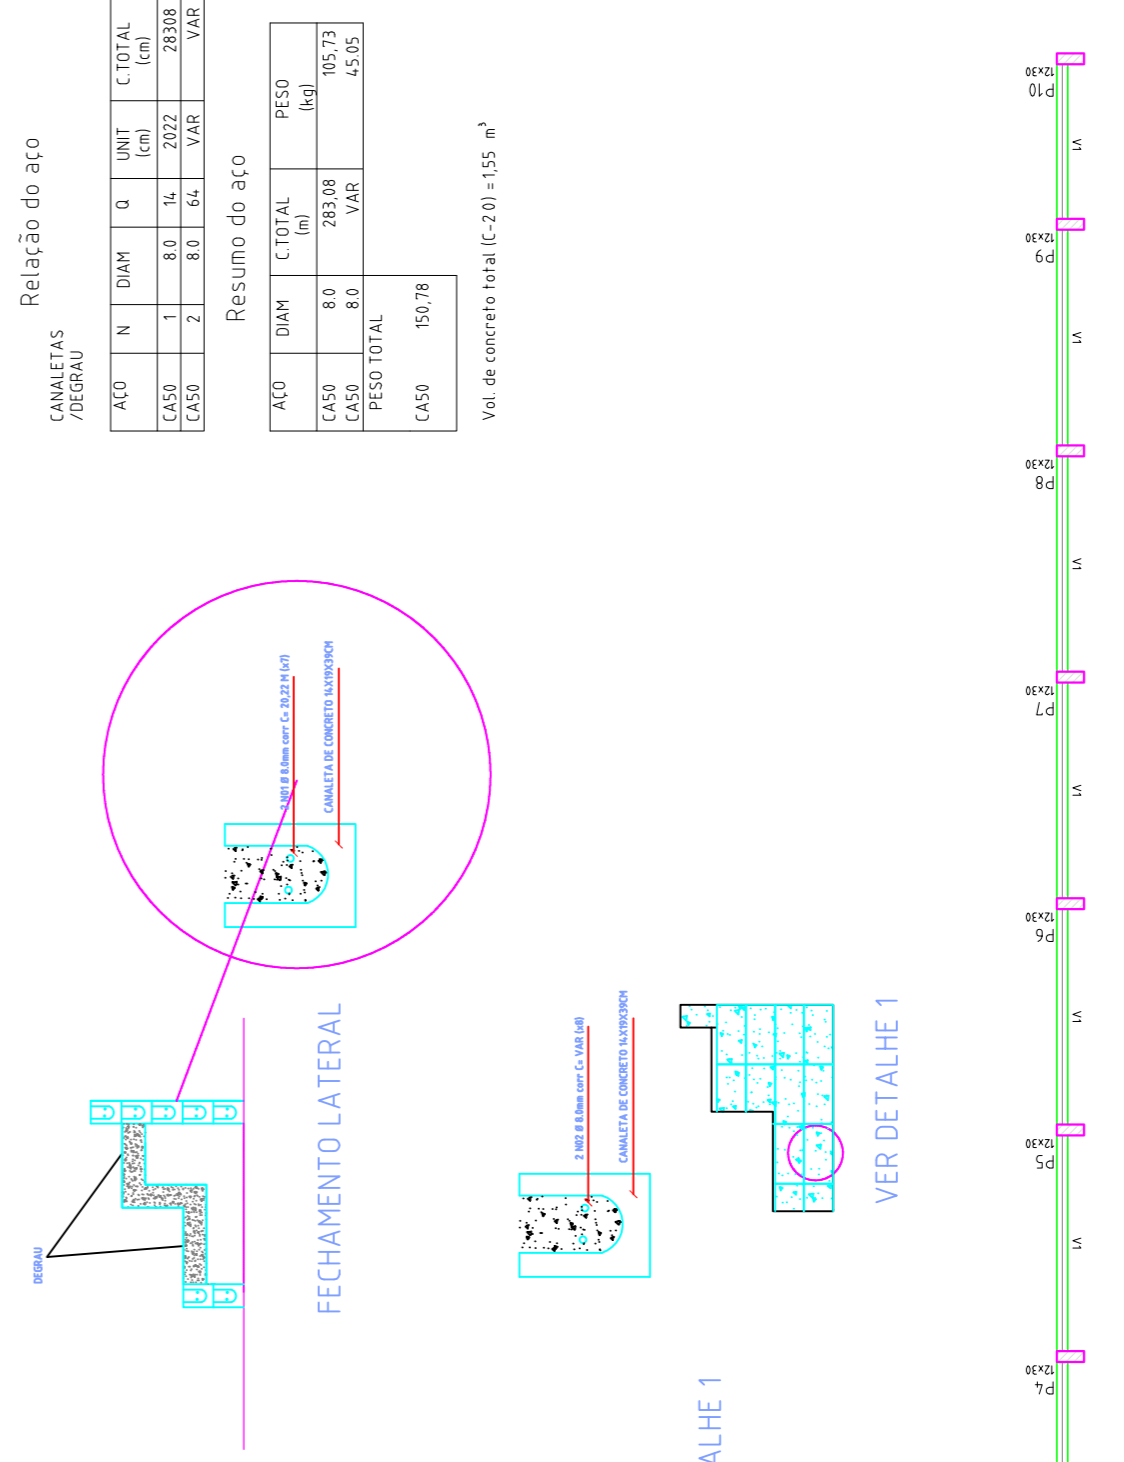 Relação do aço
CANALETAS
/DEGRAU
AÇO N DIAM Q UNIT (cm) C.TOTAL (cm)
CA50 1 8.0 14 2022 28308
CA50 2 8.0 64 VAR VAR
Resumo do aço
AÇO DIAM C.TOTAL (m) PESO (kg)
CA50 8.0 283,08 105,73
CA50 8.0 VAR 45.05
PESO TOTAL
CA50 150,78
Vol. de concreto total (C-20) =1,55 m³
2 N01 Ø 8.0mm corr C= 20,22 M (x7)
CANALETA DE CONCRETO 14X19X39CM
DEGRAU
FECHAMENTO LATERAL
2 N02 Ø 8.0mm corr C= VAR (x8)
CANALETA DE CONCRETO 14X19X39CM
VER DETALHE 1
ALHE 1
P10
12x30
V1
P9
12x30
V1
P8
12x30
V1
P7
12x30
V1
P6
12x30
V1
P5
12x30
V1
P4
12x30